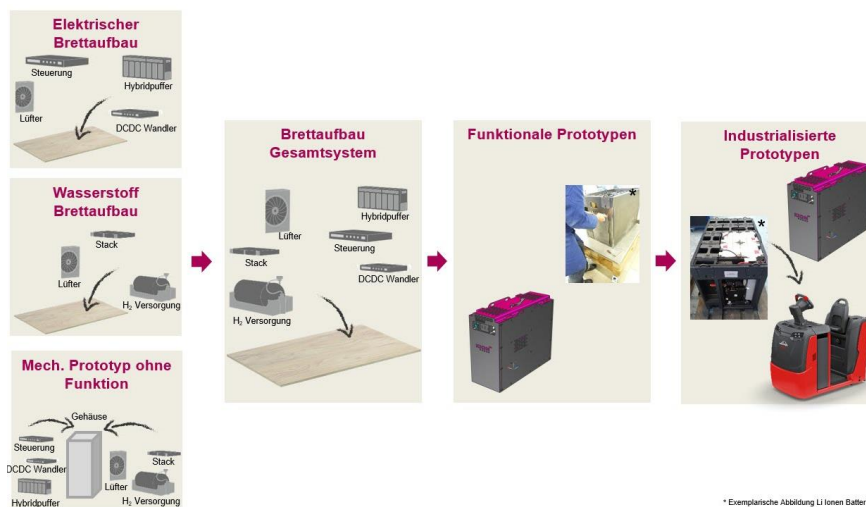 Elektrischer
Brettaufbau
Steuerung
Hybridpuffer
Lüfter
DCDC Wandler
Wasserstoff
Brettaufbau
Stack
Lüfter
H₂ Versorgung
Mech. Prototyp ohne
Funktion
Gehäuse
Steuerung
DCDC Wandler
Hybridpuffer
Lüfter
Stack
H₂ Versorgung
Brettaufbau
Gesamtsystem
Hybridpuffer
Lüfter
Steuerung
Stack
DCDC Wandler
H₂ Versorgung
Funktionale Prototypen
*
Industrialisierte
Prototypen
*
* Exemplarische Abbildung Li Ionen Batter